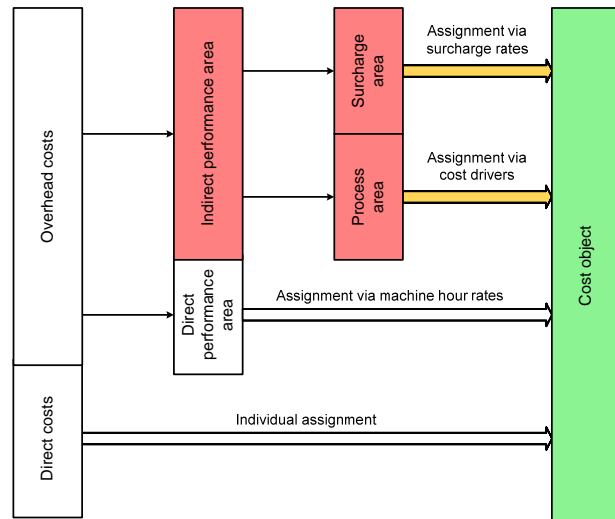 Overhead costs
Direct costs
Indirect performance area
Direct
performance
area
Surcharge
area
Process
area
Assignment via
surcharge rates
Assignment via
cost drivers
Assignment via machine hour rates
Individual assignment
Cost object